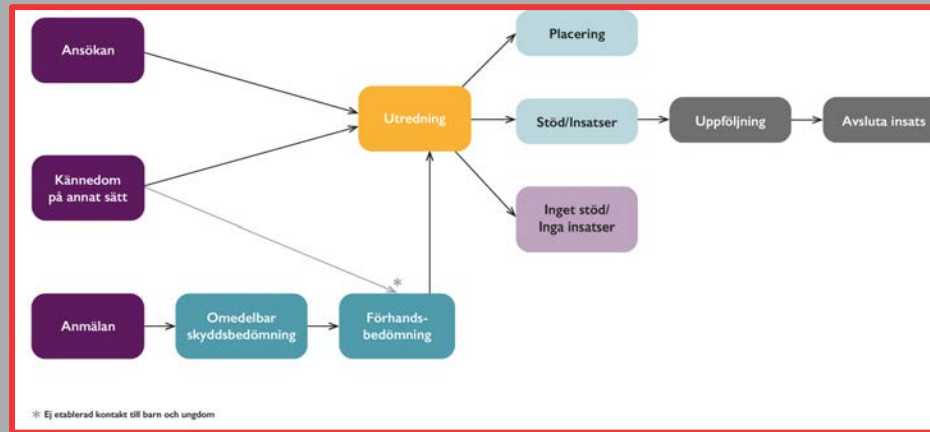 Ansökan
Placering
Utredning
Stöd/Insatser
Uppföljning
Avsluta insats
Kännedom
på annat sätt
Inget stöd/
Inga insatser
*
Anmälan
Omedelbar
skyddsbedömning
Förhands-
bedömning
* Ej etablerad kontakt till barn och ungdom